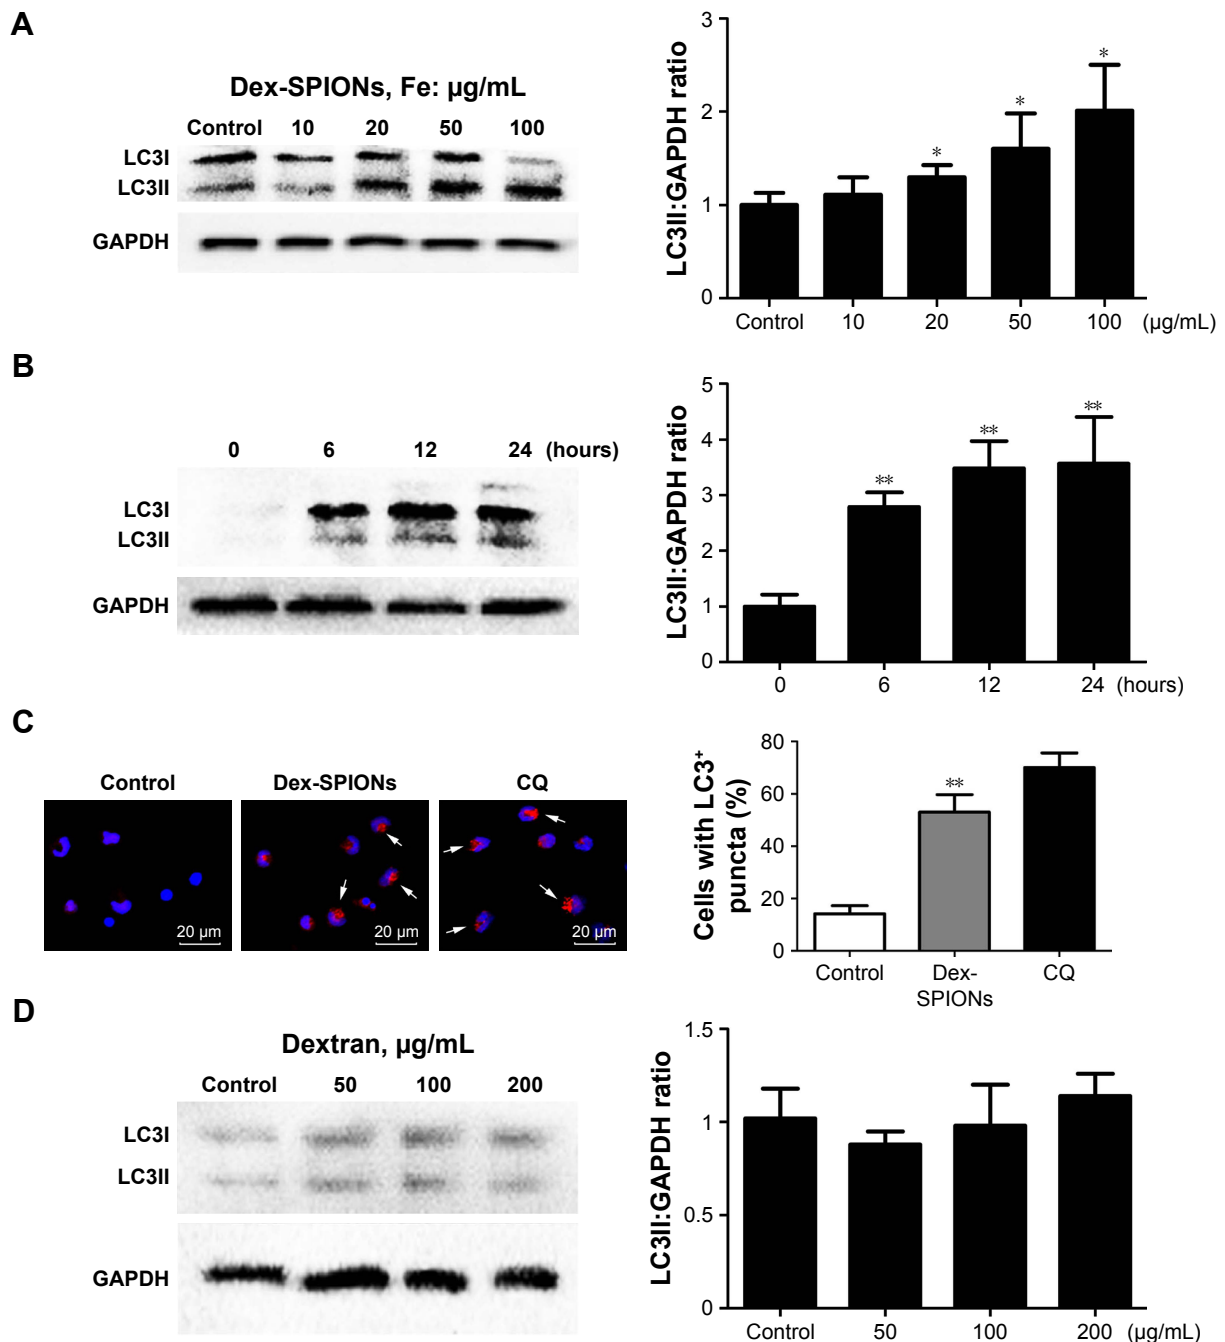 A
Dex-SPIONs, Fe: µg/mL
Control 10 20 50 100
LC3I
LC3II
GAPDH
LC3II:GAPDH ratio
3
2
1
0
* * *
Control 10 20 50 100 (µg/mL)
B
0 6 12 24 (hours)
LC3I
LC3II
GAPDH
LC3II:GAPDH ratio
5
4
3
2
1
0
** ** **
0 6 12 24 (hours)
C
Control Dex-SPIONs CQ
20 µm 20 µm 20 µm
Cells with LC3+
puncta (%)
80
60
40
20
0
**
Control Dex- CQ
SPIONs
D
Dextran, µg/mL
Control 50 100 200
LC3I
LC3II
GAPDH
LC3II:GAPDH ratio
1.5
1
0.5
0
Control 50 100 200 (µg/mL)